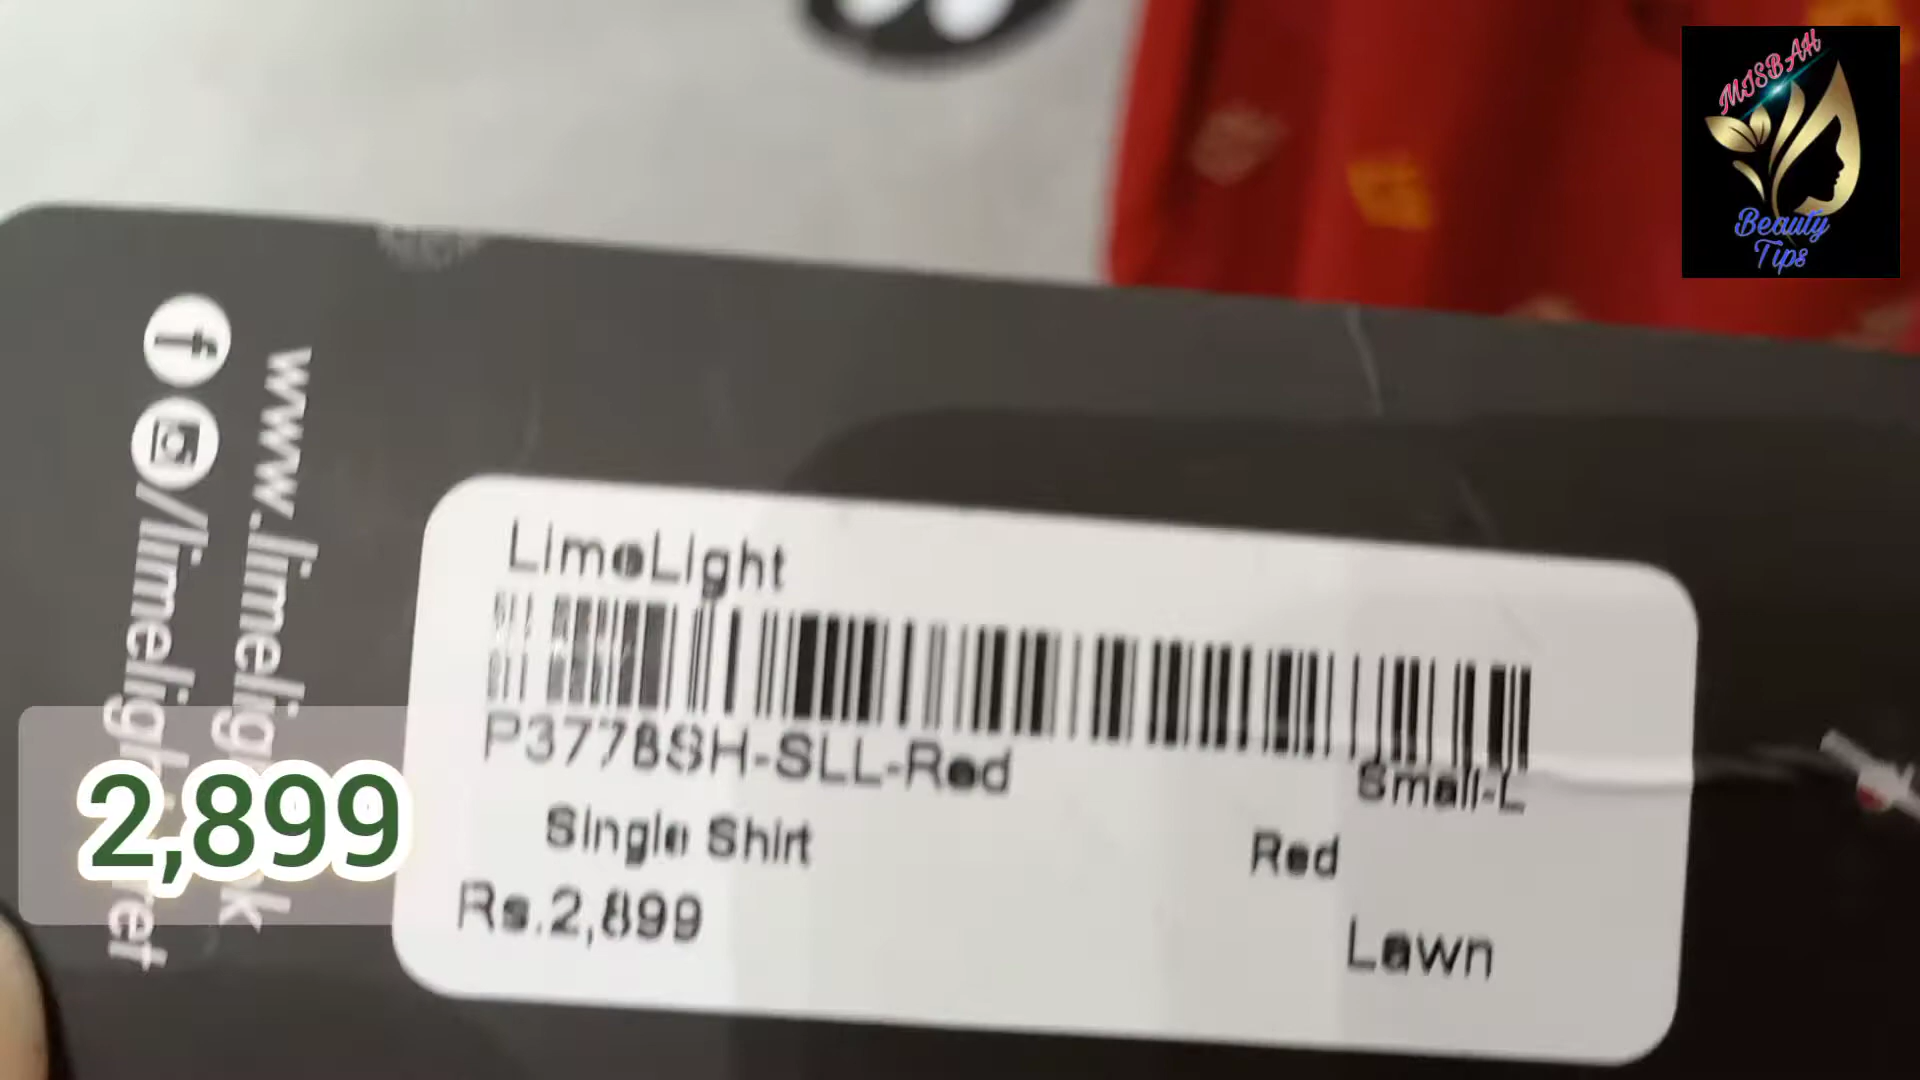 MISBAH
Beauty
Tips
www.limelight.pk
/limelight
LimeLight
P3778SH-SLL-Red
Small-L
Single Shirt
Red
Rs.2,899
Lawn
2,899